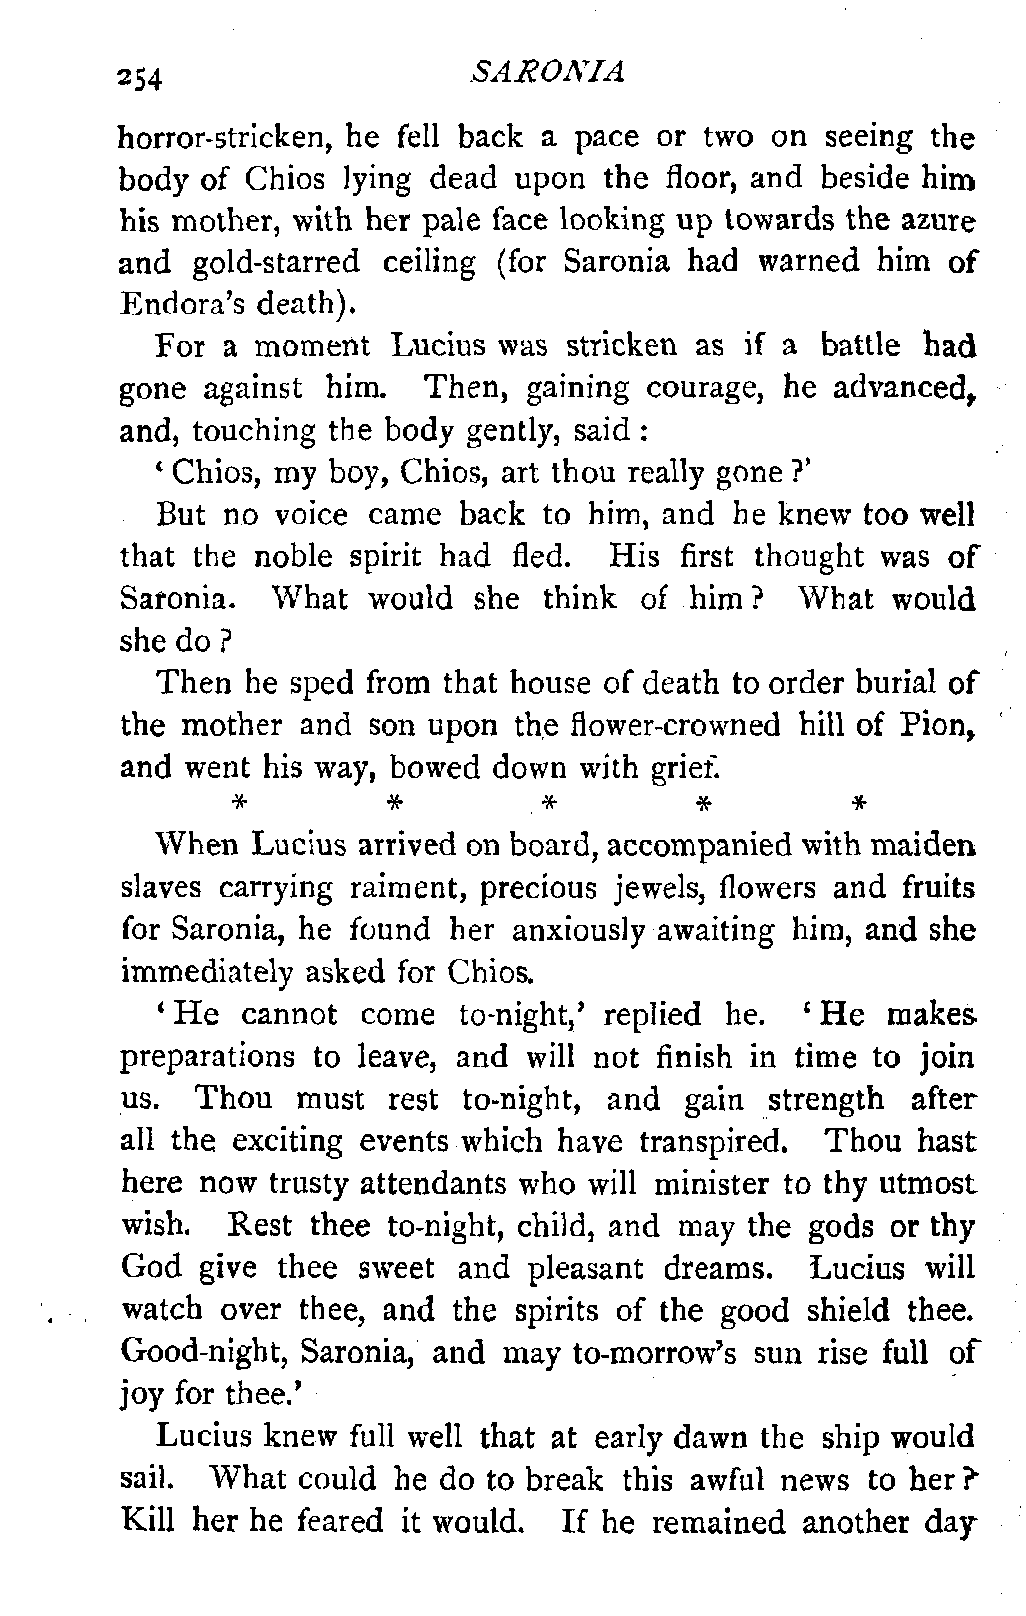 254 SARONIA
horror-stricken, he fell back a pace or two on seeing the
body of Chios lying dead upon the floor, and beside him
his mother, with her pale face looking up towards the azure
and gold-starred ceiling (for Saronia had warned him of
Endora's death).
For a moment Lucius was stricken as if a battle had
gone against him. Then, gaining courage, he advanced,
and, touching the body gently, said :
‘ Chios, my boy, Chios, art thou really gone ?’
But no voice came back to him, and he knew too well
that the noble spirit had fled. His first thought was of
Saronia. What would she think of him ? What would
she do ?
Then he sped from that house of death to order burial of
the mother and son upon the flower-crowned hill of Pion,
and went his way, bowed down with grief.
* * * * *
When Lucius arrived on board, accompanied with maiden
slaves carrying raiment, precious jewels, flowers and fruits
for Saronia, he found her anxiously awaiting him, and she
immediately asked for Chios.
‘ He cannot come to-night,’ replied he. ‘ He makes
preparations to leave, and will not finish in time to join
us. Thou must rest to-night, and gain strength after
all the exciting events which have transpired. Thou hast
here now trusty attendants who will minister to thy utmost
wish. Rest thee to-night, child, and may the gods or thy
God give thee sweet and pleasant dreams. Lucius will
watch over thee, and the spirits of the good shield thee.
Good-night, Saronia, and may to-morrow's sun rise full of
joy for thee.’
Lucius knew full well that at early dawn the ship would
sail. What could he do to break this awful news to her ?
Kill her he feared it would. If he remained another day